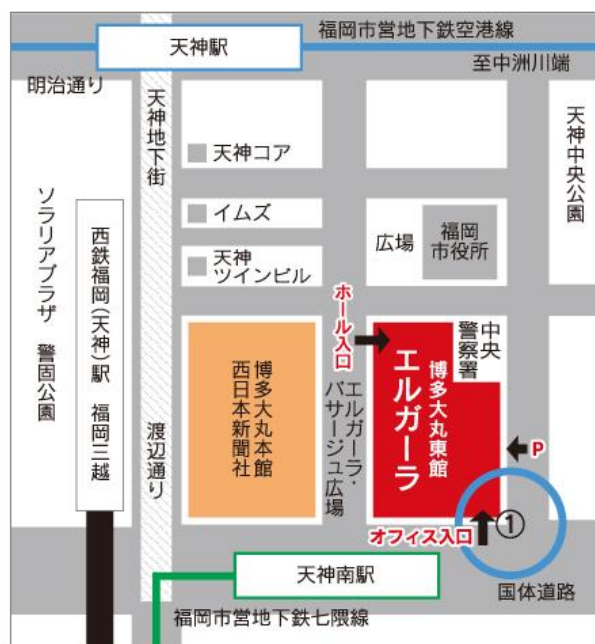 福岡市営地下鉄空港線
天神駅
至中洲川端
明治通り
天神地下街
天神コア
天神中央公園
ソラリアプラザ 警固公園
西鉄福岡(天神)駅 福岡三越
イムズ
広場
福岡
市役所
天神
ツインビル
ホール入口
中央
警察署
博多大丸本館
西日本新聞社
エルガーラ・
パサージュ広場
博多大丸東館
エルガーラ
渡辺通り
P
オフィス入口
①
天神南駅
国体道路
福岡市営地下鉄七隈線